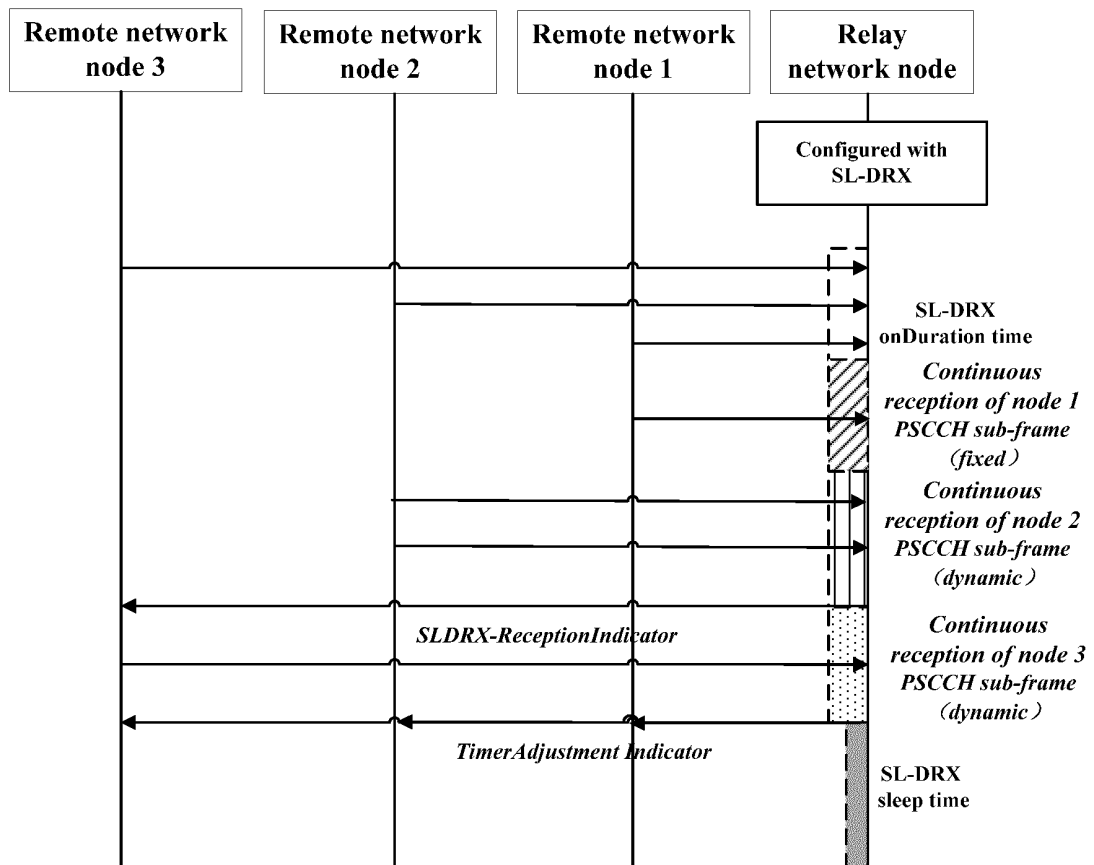 Remote network
node 3
Remote network
node 2
Remote network
node 1
Relay
network node
Configured with
SL-DRX
SL-DRX
onDuration time
Continuous
reception of node 1
PSCCH sub-frame
（fixed）
Continuous
reception of node 2
PSCCH sub-frame
（dynamic）
SLDRX-ReceptionIndicator
Continuous
reception of node 3
PSCCH sub-frame
（dynamic）
TimerAdjustment Indicator
SL-DRX
sleep time